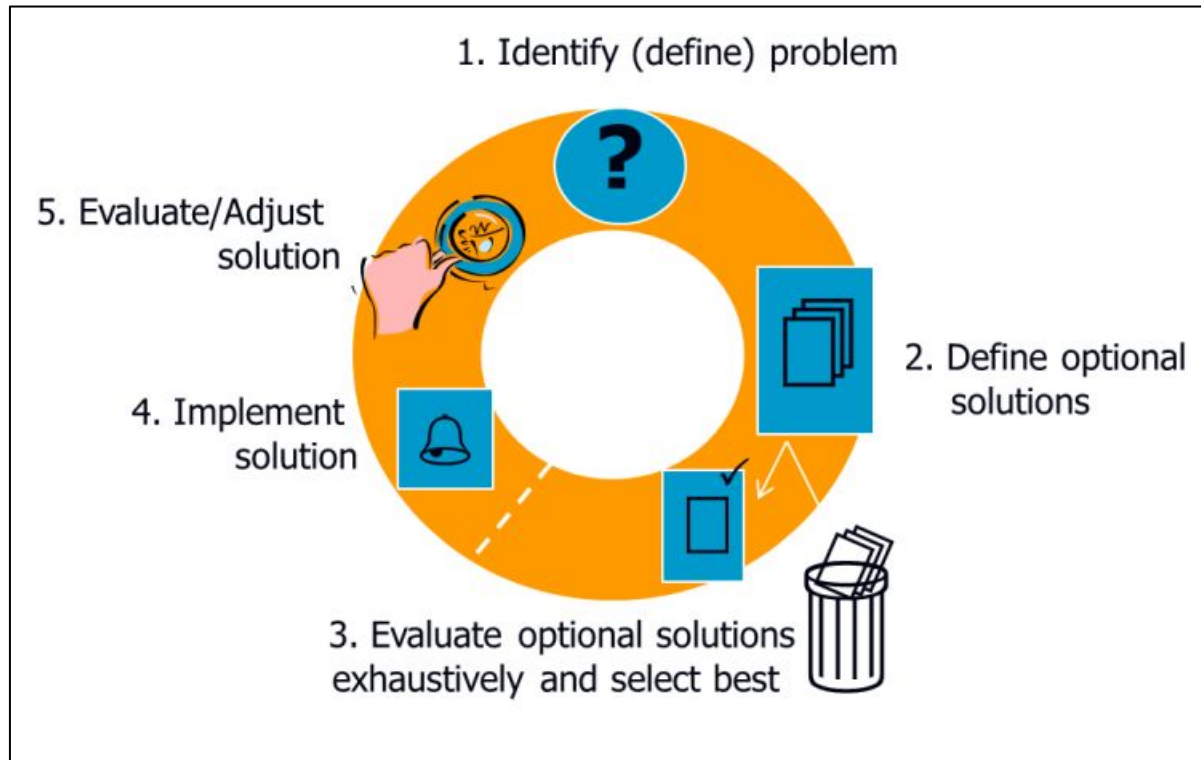 1. Identify (define) problem
?
5. Evaluate/Adjust
solution
2. Define optional
solutions
4. Implement
solution
3. Evaluate optional solutions
exhaustively and select best